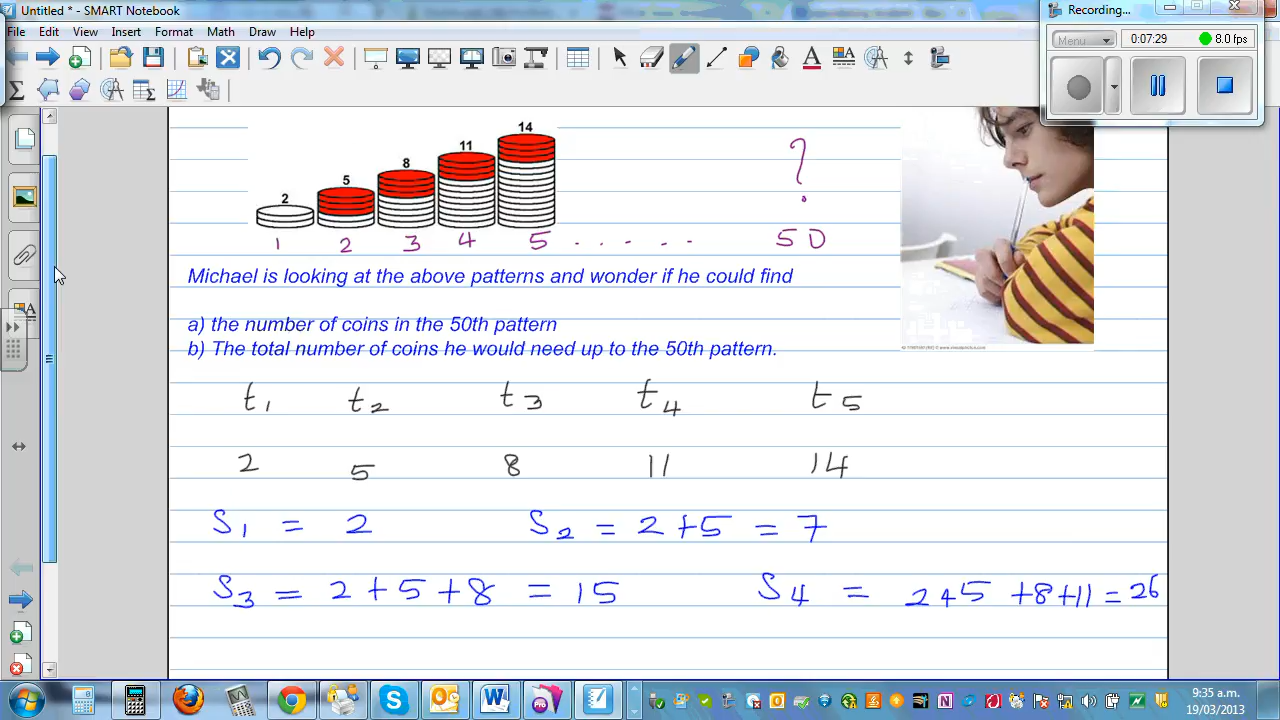 Untitled * - SMART Notebook
Recording...
File Edit View Insert Format Math Draw Help
Menu 0:07:29 8.0 fps
14
11
8
5
2
?
1 2 3 4 5 . . . . . . 50
Michael is looking at the above patterns and wonder if he could find
a) the number of coins in the 50th pattern
b) The total number of coins he would need up to the 50th pattern.
t1 t2 t3 t4 t5
2 5 8 11 14
S1 = 2 S2 = 2+5 = 7
S3 = 2+5+8 = 15 S4 = 2+5+8+11=26
9:35 a.m.
19/03/2013